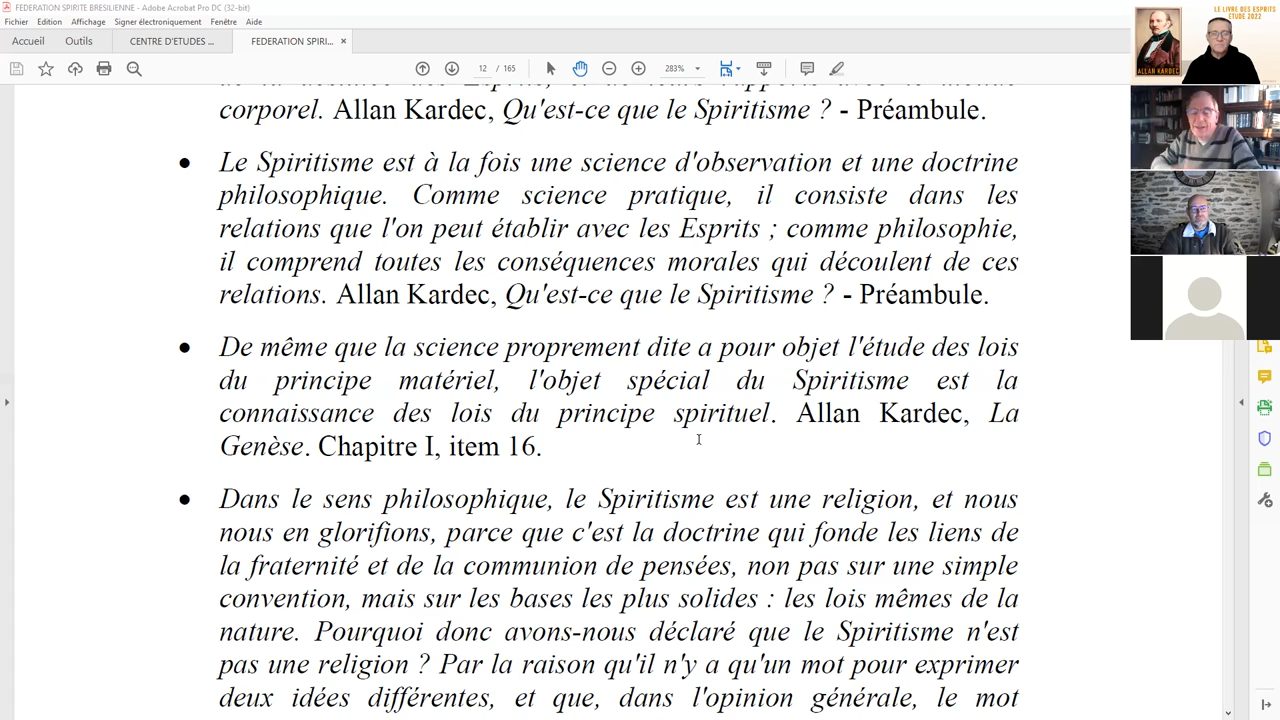 FEDERATION SPIRITE BRESILIENNE - Adobe Acrobat Pro DC (32-bit)
Fichier Edition Affichage Signer électroniquement Fenêtre Aide
Accueil Outils CENTRE D'ETUDES ... FEDERATION SPIRI... ×
12 / 165 283%
corporel. Allan Kardec, Qu'est-ce que le Spiritisme ? - Préambule.
• Le Spiritisme est à la fois une science d'observation et une doctrine
philosophique. Comme science pratique, il consiste dans les
relations que l'on peut établir avec les Esprits ; comme philosophie,
il comprend toutes les conséquences morales qui découlent de ces
relations. Allan Kardec, Qu'est-ce que le Spiritisme ? - Préambule.
• De même que la science proprement dite a pour objet l'étude des lois
du principe matériel, l'objet spécial du Spiritisme est la
connaissance des lois du principe spirituel. Allan Kardec, La
Genèse. Chapitre I, item 16.
• Dans le sens philosophique, le Spiritisme est une religion, et nous
nous en glorifions, parce que c'est la doctrine qui fonde les liens de
la fraternité et de la communion de pensées, non pas sur une simple
convention, mais sur les bases les plus solides : les lois mêmes de la
nature. Pourquoi donc avons-nous déclaré que le Spiritisme n'est
pas une religion ? Par la raison qu'il n'y a qu'un mot pour exprimer
deux idées différentes, et que, dans l'opinion générale, le mot
LE LIVRE DES ESPRITS
ETUDE 2022
ALLAN KARDEC